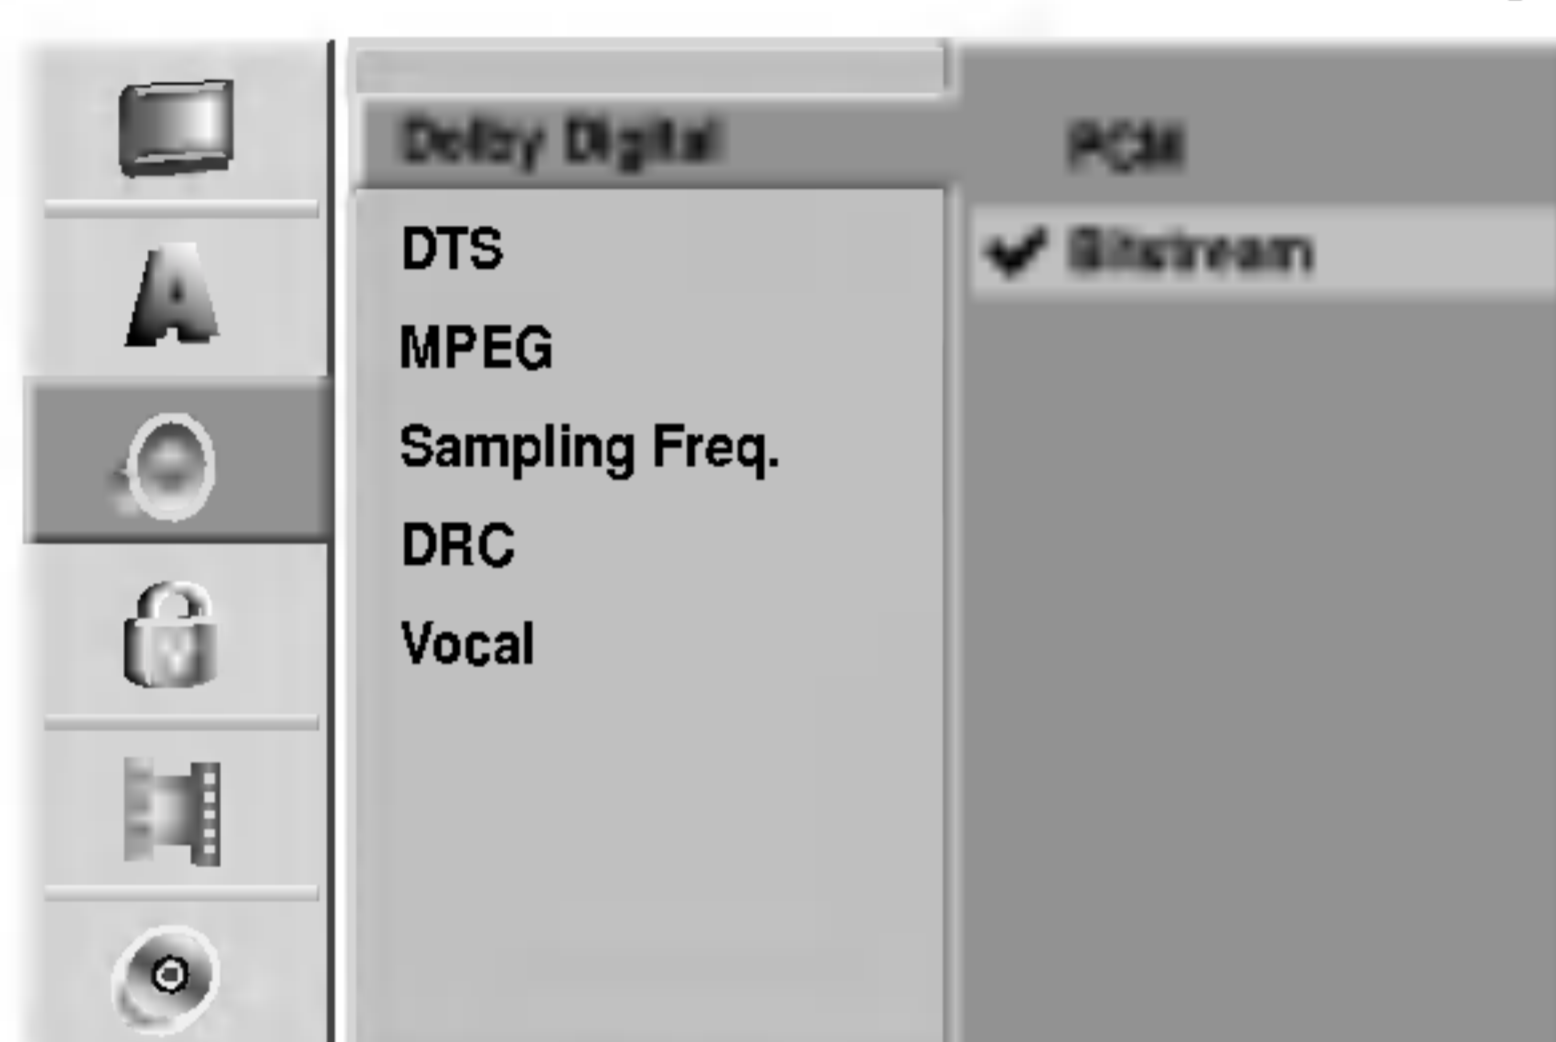 Dolby Digital
PCM
DTS
Bitstream
MPEG
Sampling Freq.
DRC
Vocal